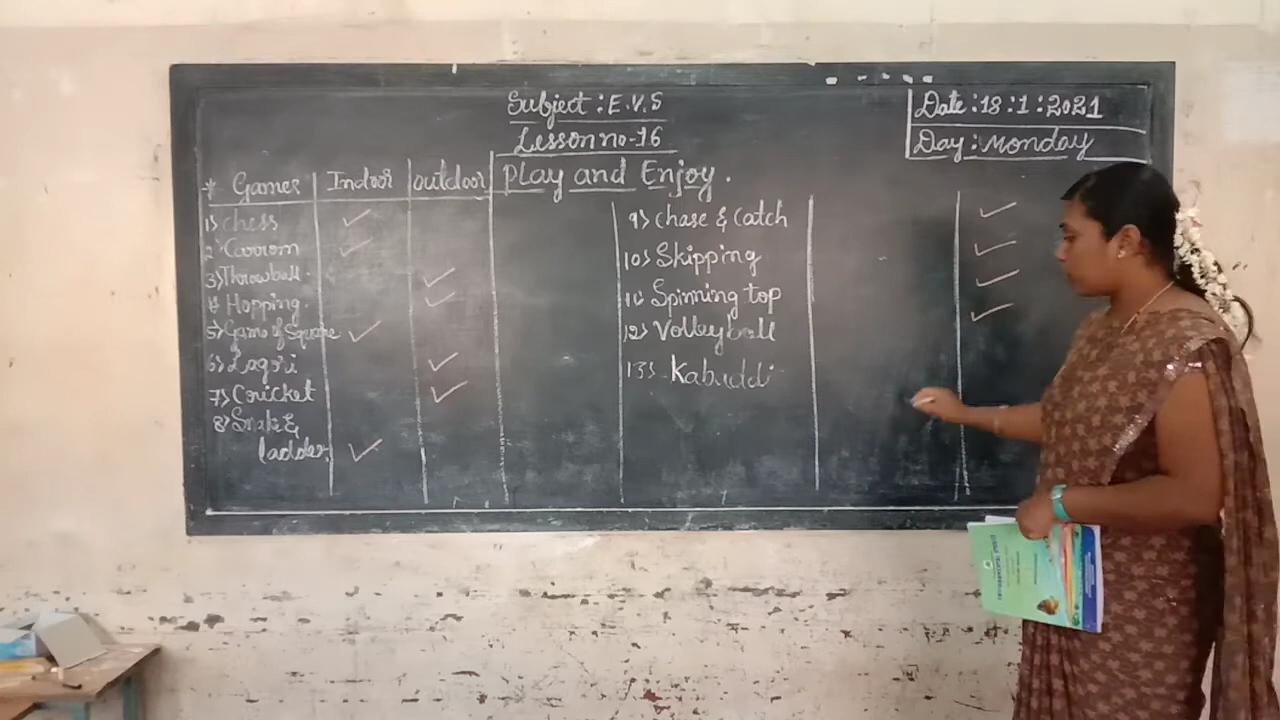 Subject : E.V.S
Lesson no-16
Play and Enjoy.
Date : 18 : 1 : 2021
Day : Monday
* Games Indoor outdoor
1) chess ✓
2) Carrom ✓
3) Throwball. ✓
4) Hopping. ✓
5) Game of Square ✓
6) Lagori ✓
7) Cricket ✓
8) Snake &
ladder. ✓
9) Chase & Catch ✓
10) Skipping ✓
11) Spinning top ✓
12) Volleyball ✓
13) Kabaddi